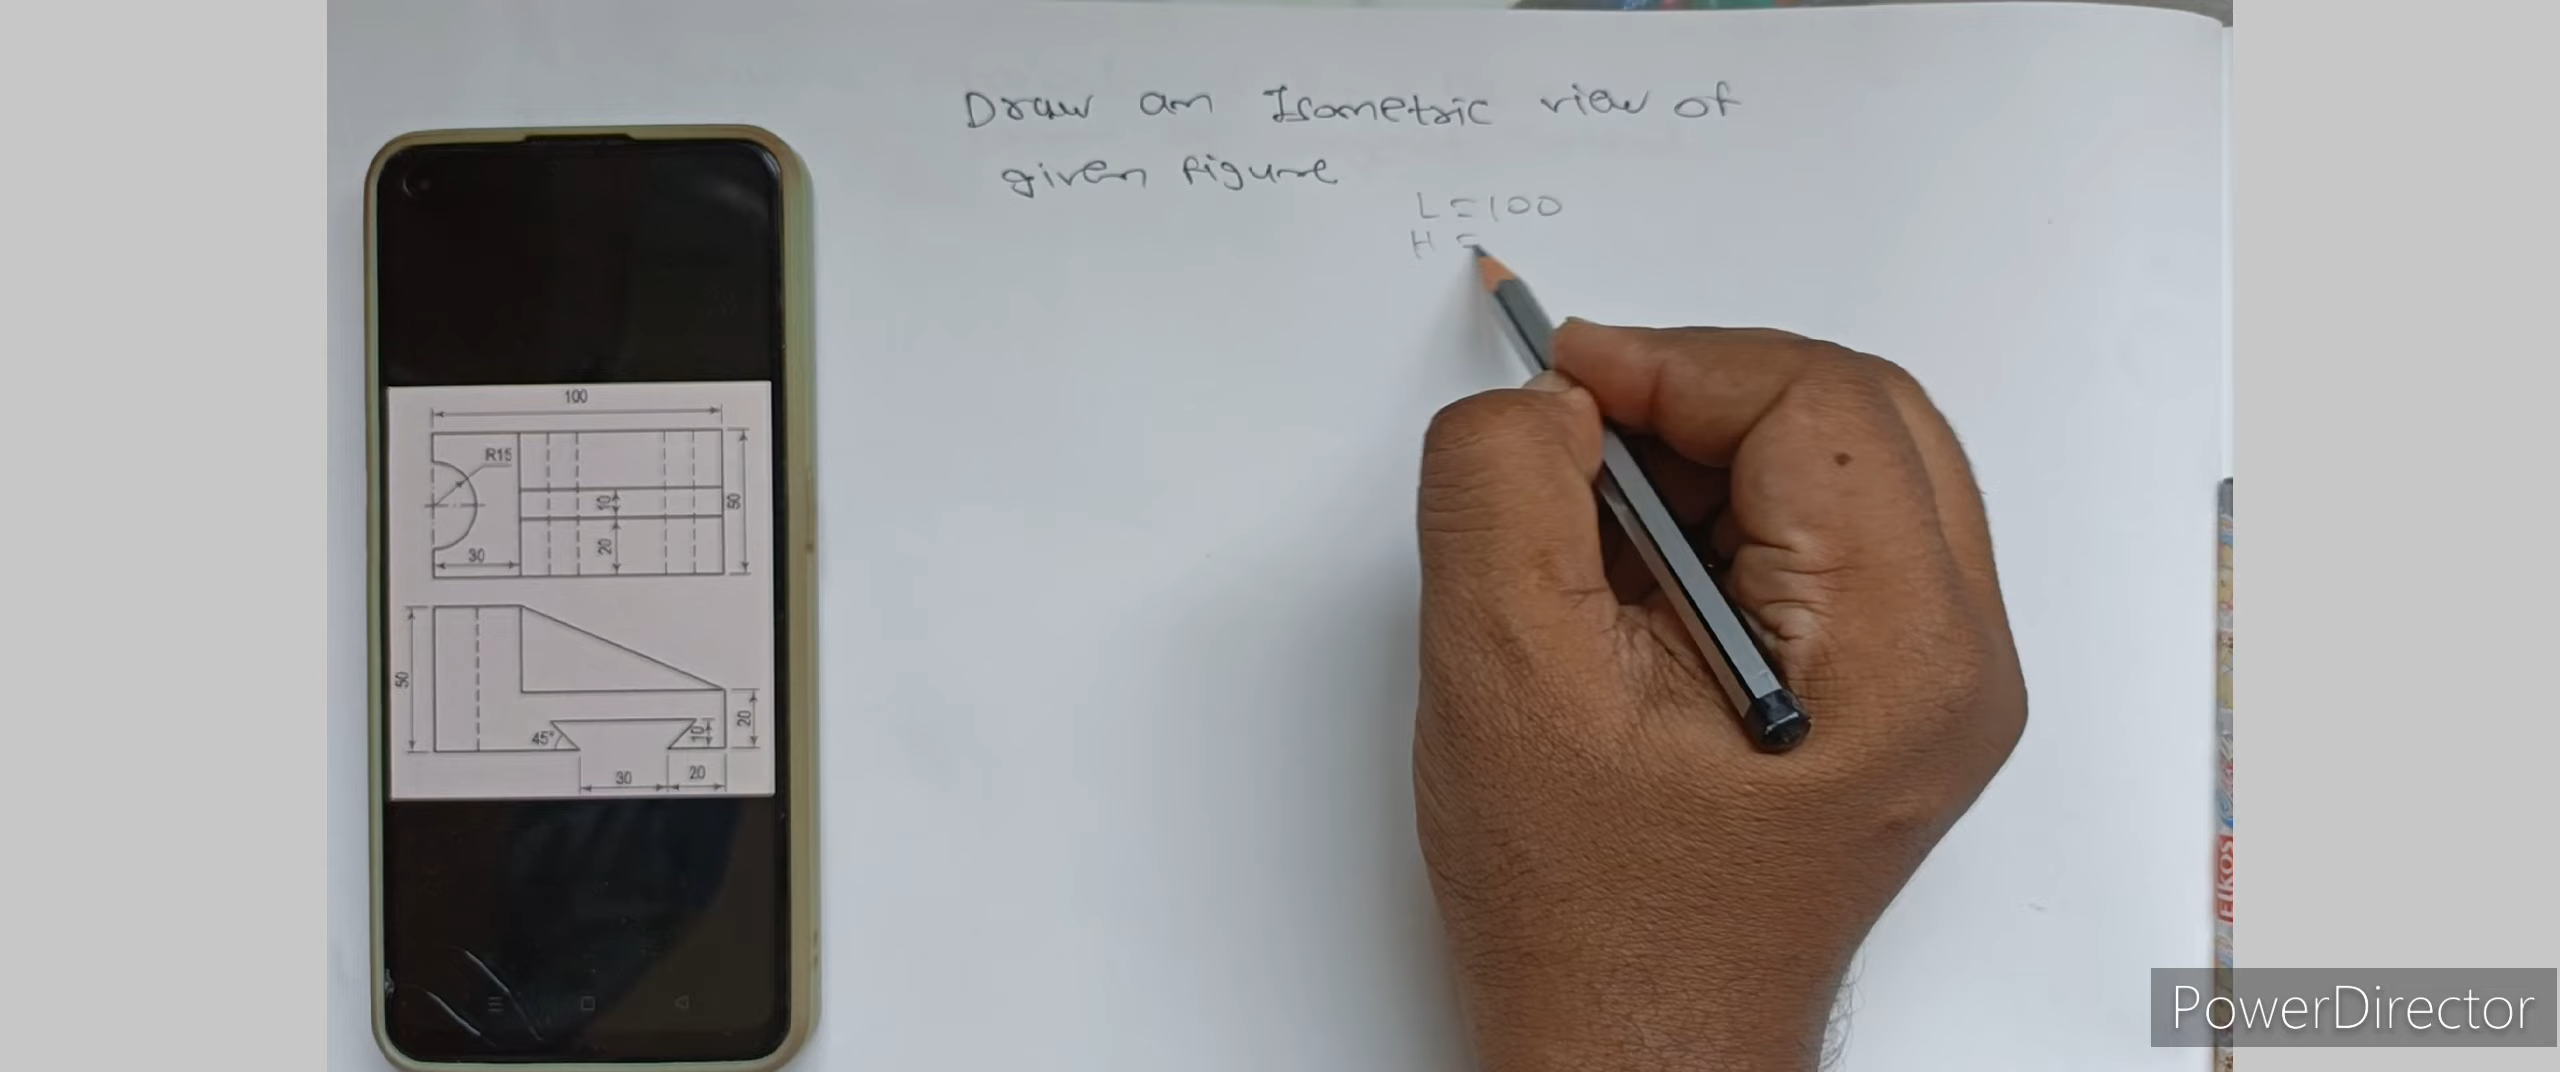 Draw an Isometric view of
given figure
L = 100
H =
100
R15
10
50
20
30
50
45°
10
20
30
20
ELKOS
PowerDirector